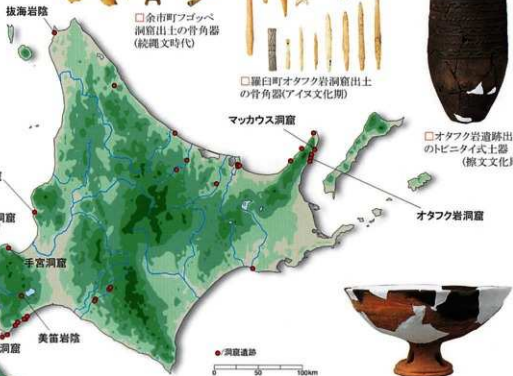 抜海岩陰
□余市町フゴッペ
洞窟出土の骨角器
(続縄文時代)
□羅臼町オタフク岩洞窟出土
の骨角器(アイヌ文化期)
マッカウス洞窟
□オタフク岩遺跡出
のトビニタイ式土器
(擦文文化
オタフク岩洞窟
洞窟
手宮洞窟
美笛岩陰
洞窟
洞窟遺跡
0 50 100km